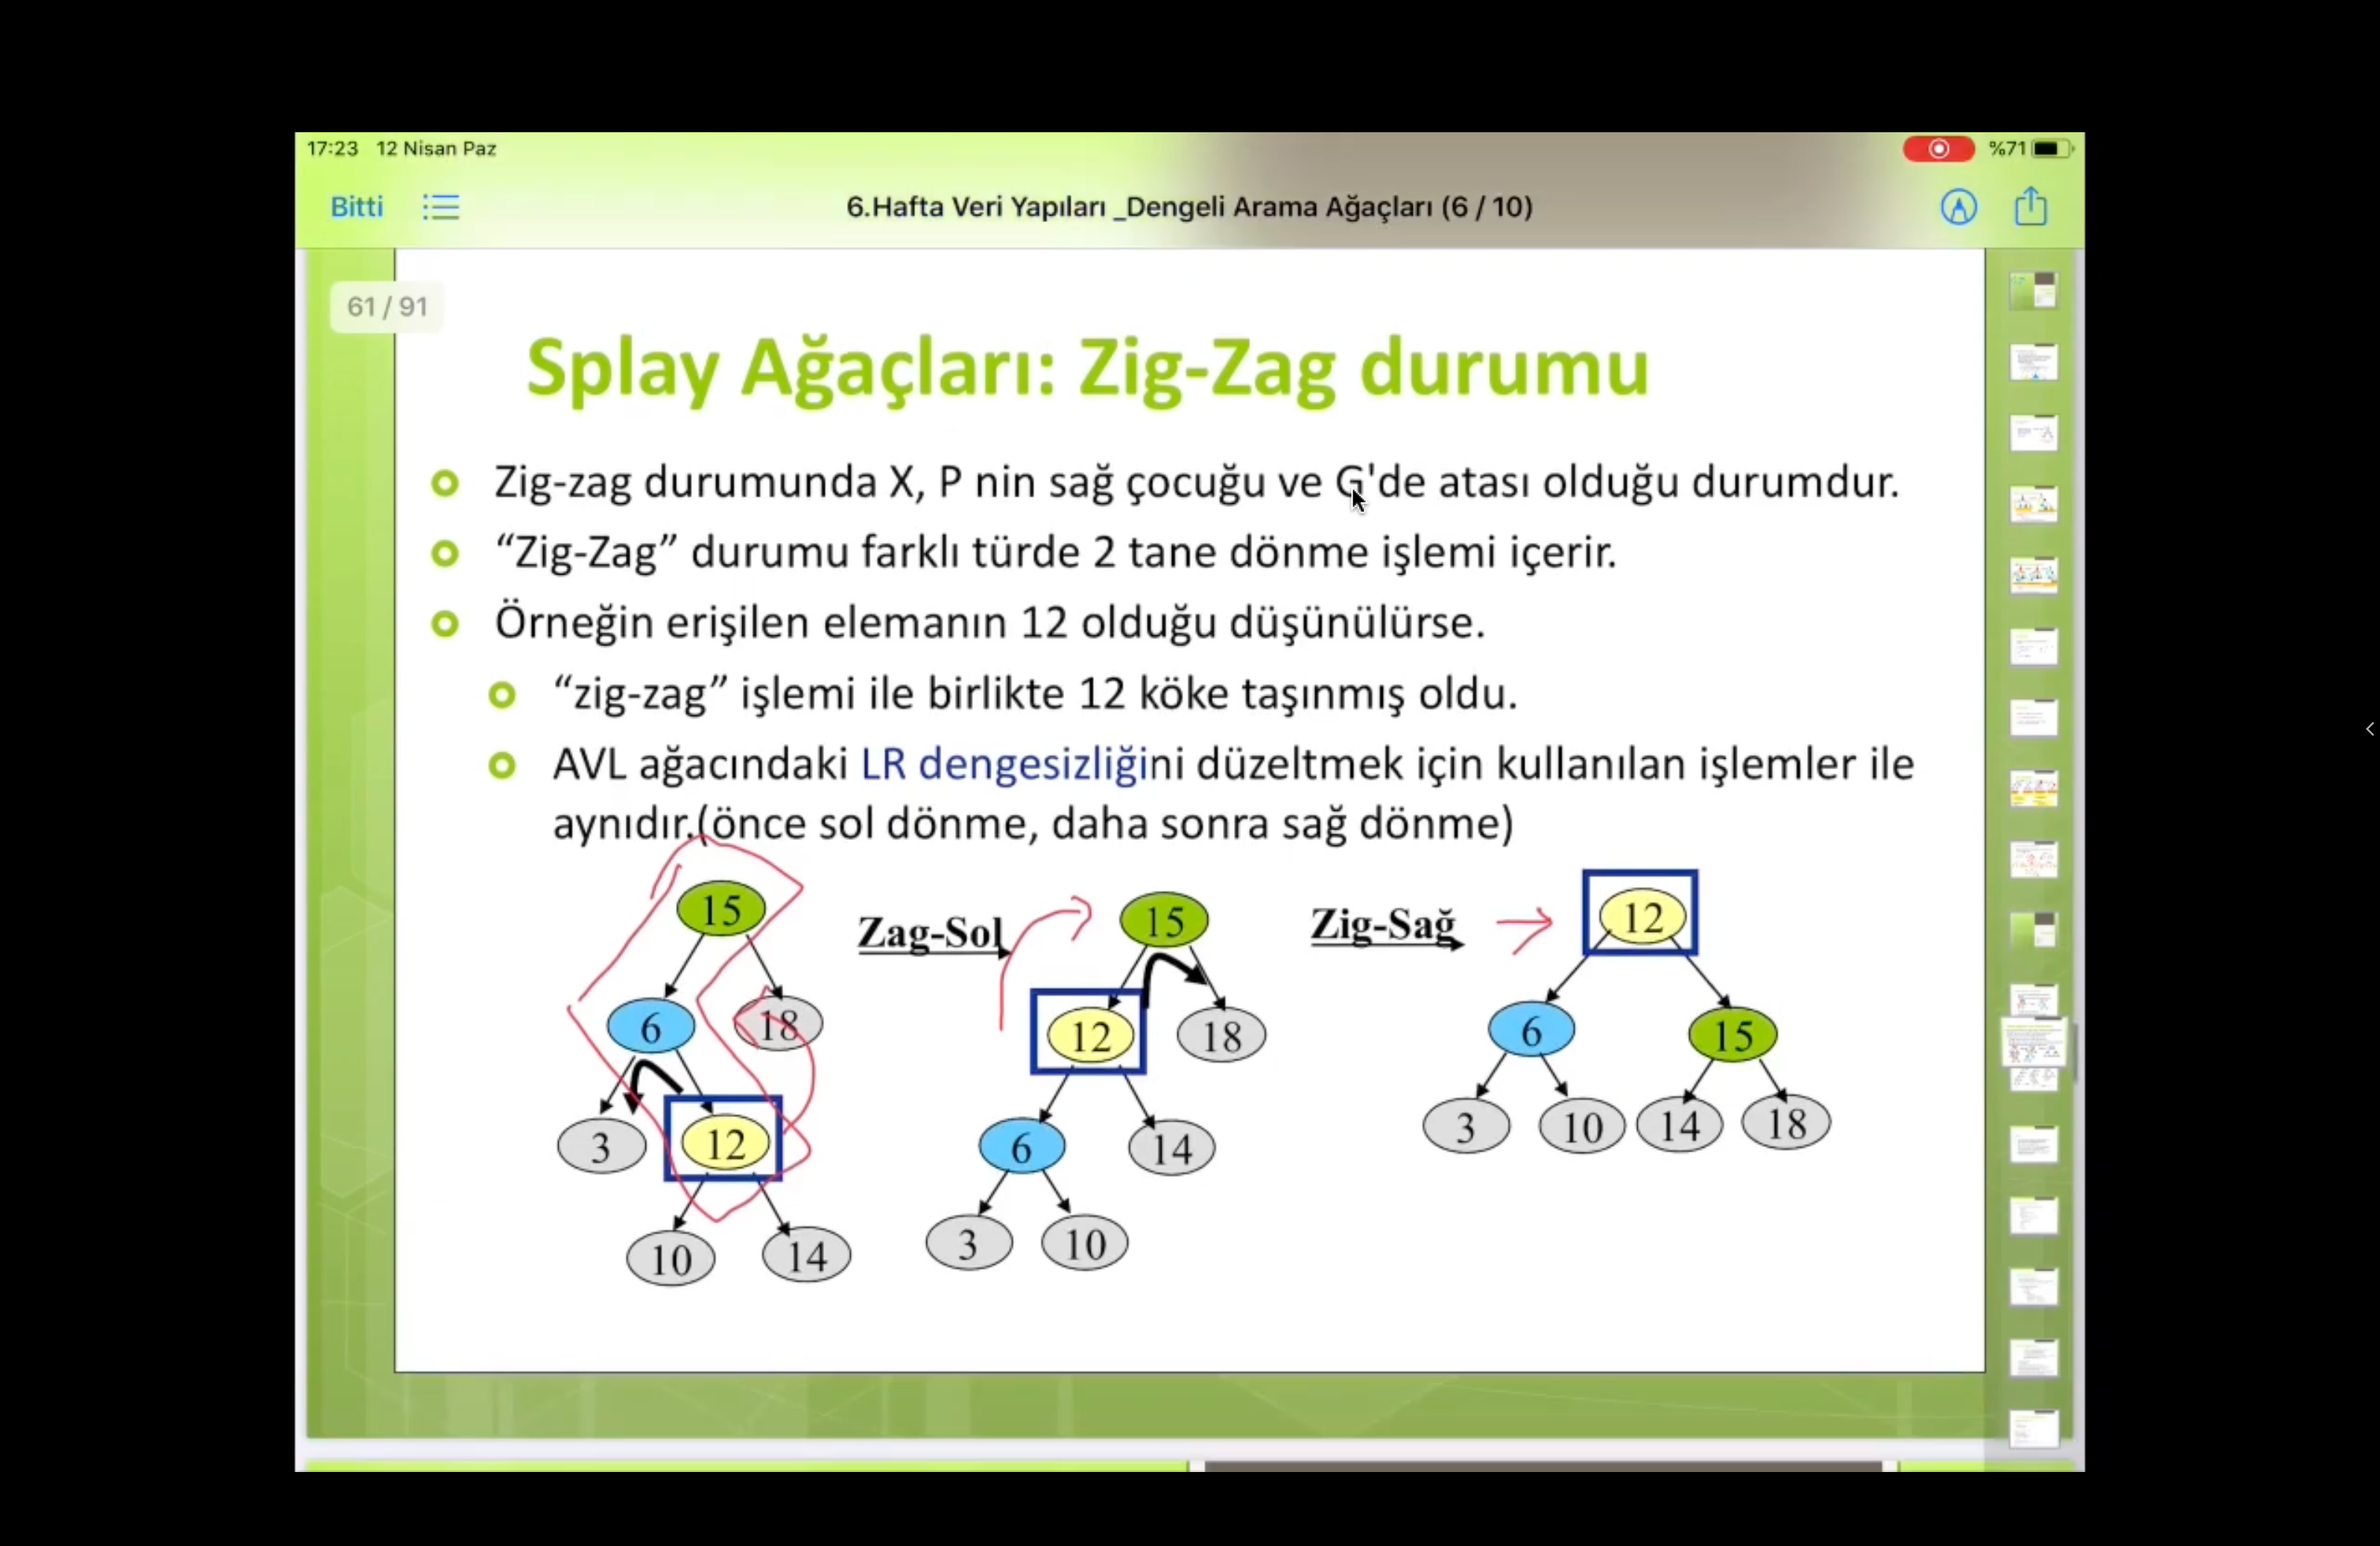 17:23 12 Nisan Paz
%71
Bitti
6.Hafta Veri Yapıları _Dengeli Arama Ağaçları (6 / 10)
61 / 91
Splay Ağaçları: Zig-Zag durumu
Zig-zag durumunda X, P nin sağ çocuğu ve G'de atası olduğu durumdur.
“Zig-Zag” durumu farklı türde 2 tane dönme işlemi içerir.
Örneğin erişilen elemanın 12 olduğu düşünülürse.
“zig-zag” işlemi ile birlikte 12 köke taşınmış oldu.
AVL ağacındaki LR dengesizliğini düzeltmek için kullanılan işlemler ile
aynıdır.(önce sol dönme, daha sonra sağ dönme)
15
6
18
3
12
10
14
Zag-Sol
15
12
18
6
14
3
10
Zig-Sağ
12
6
15
3
10
14
18